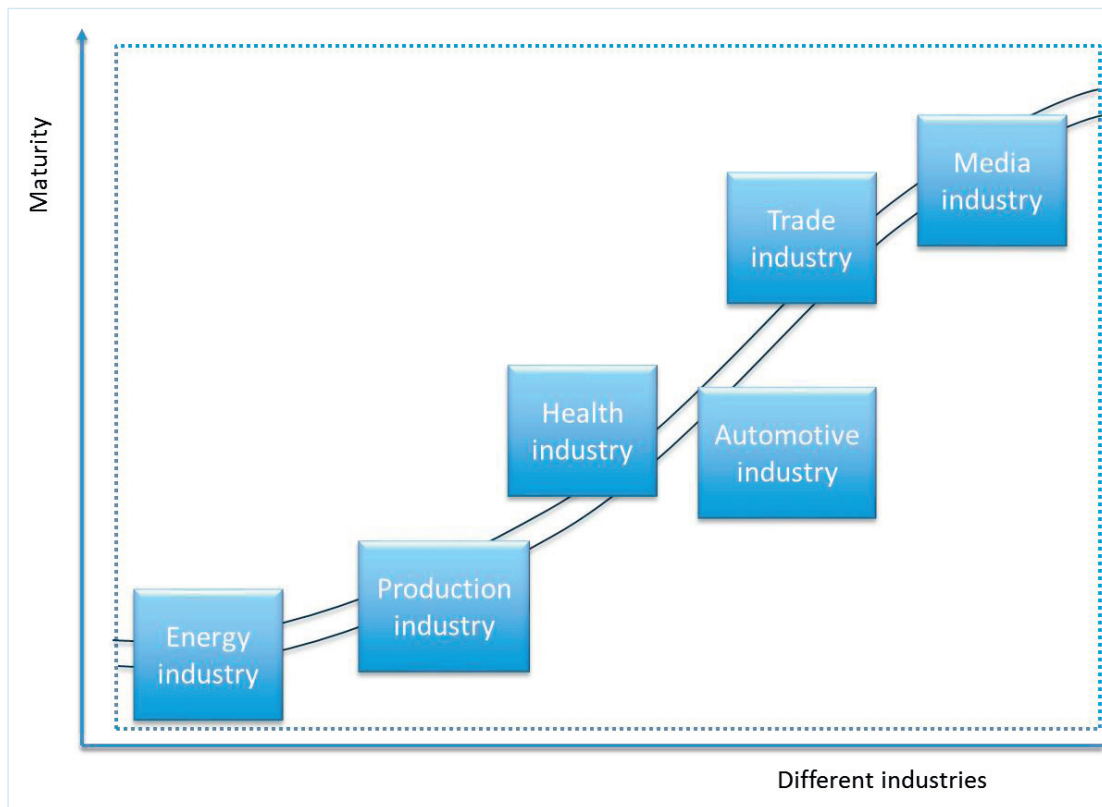 Maturity
Media
industry
Trade
industry
Health
industry
Automotive
industry
Production
industry
Energy
industry
Different industries